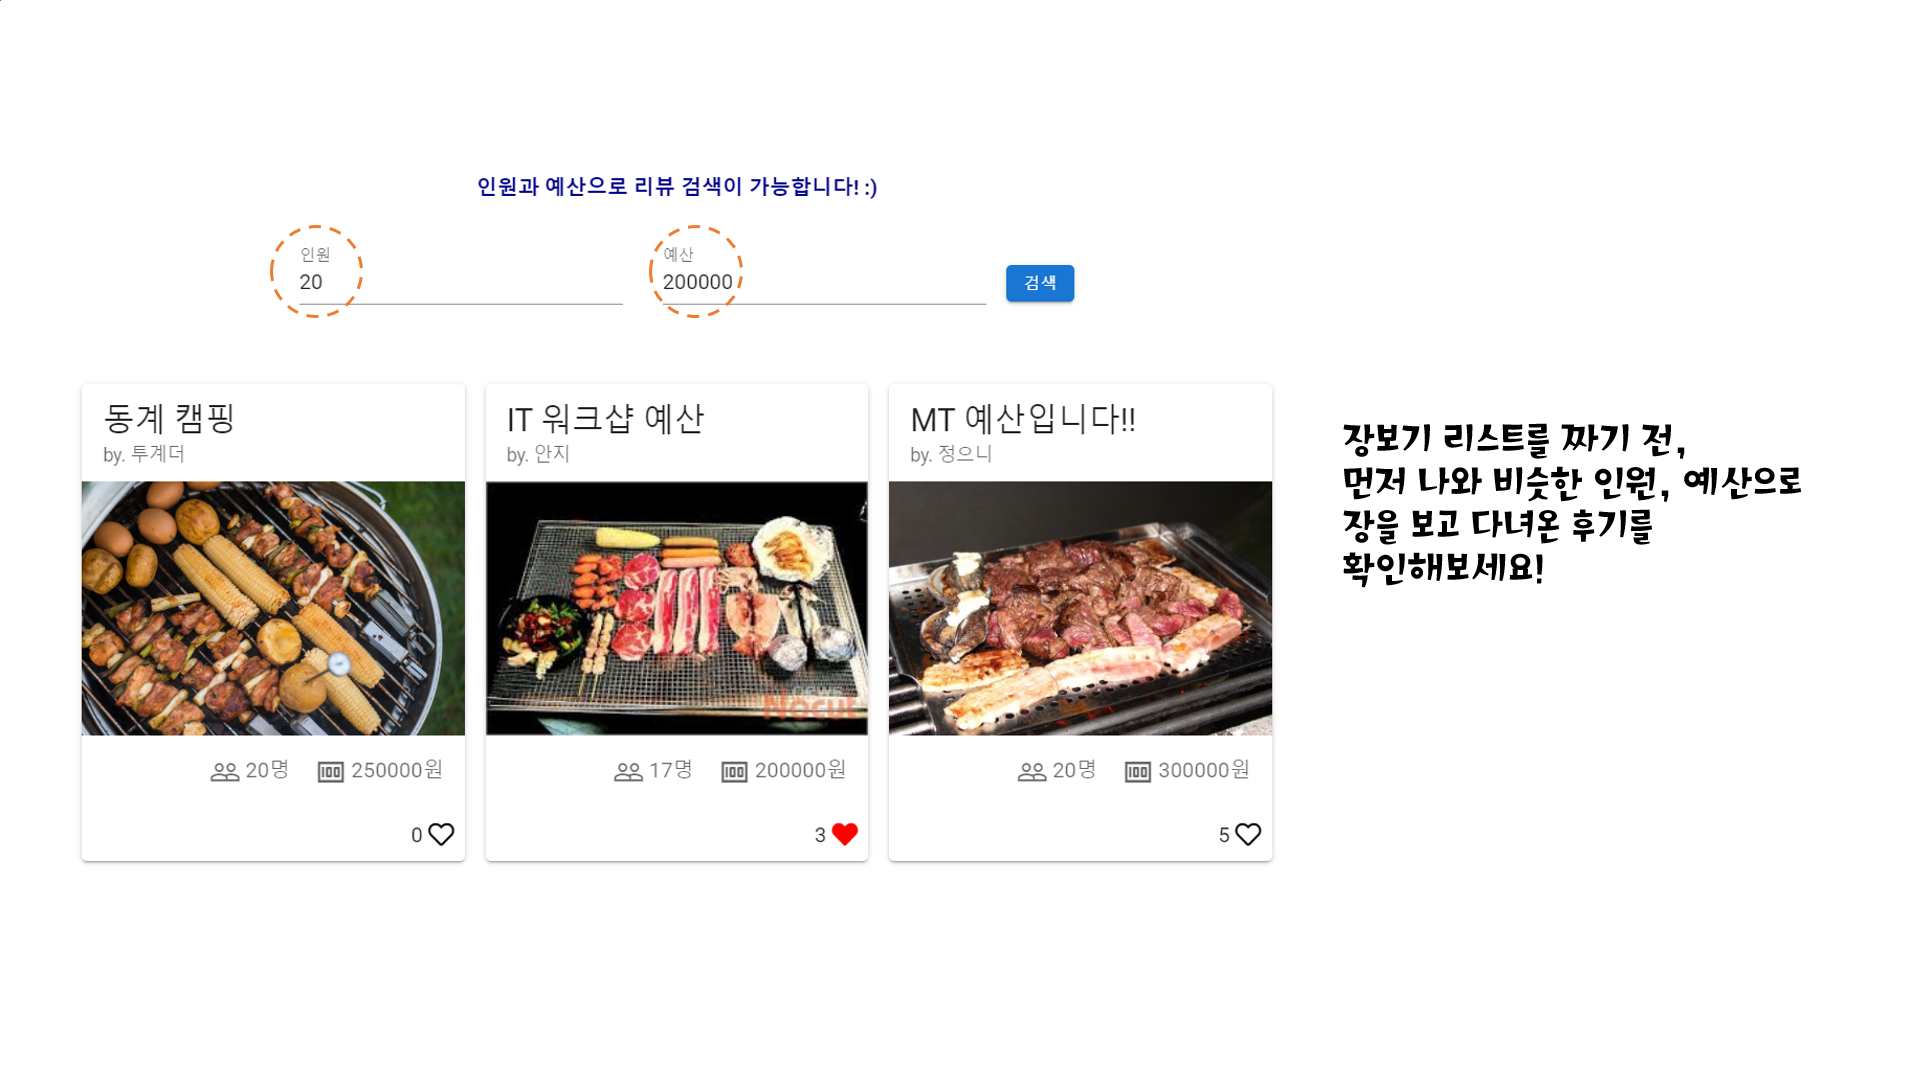 인원과 예산으로 리뷰 검색이 가능합니다! :)
인원
20
예산
200000
검색
동계 캠핑
by. 투계더
20명
250000원
0
IT 워크샵 예산
by. 안지
Nocut
17명
200000원
3
MT 예산입니다!!
by. 정으니
20명
300000원
5
장보기 리스트를 짜기 전,
먼저 나와 비슷한 인원, 예산으로
장을 보고 다녀온 후기를
확인해보세요!